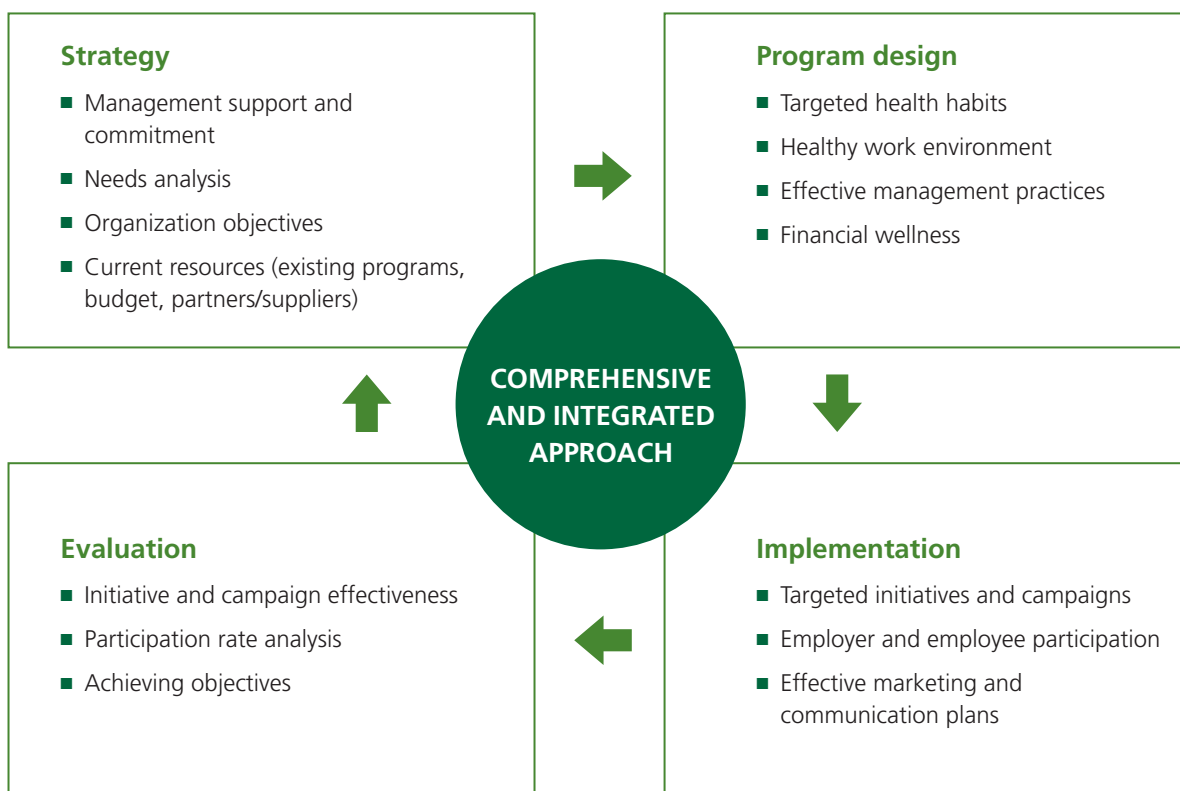 Strategy
■ Management support and
commitment
■ Needs analysis
■ Organization objectives
■ Current resources (existing programs,
budget, partners/suppliers)
Program design
■ Targeted health habits
■ Healthy work environment
■ Effective management practices
■ Financial wellness
COMPREHENSIVE
AND INTEGRATED
APPROACH
Evaluation
■ Initiative and campaign effectiveness
■ Participation rate analysis
■ Achieving objectives
Implementation
■ Targeted initiatives and campaigns
■ Employer and employee participation
■ Effective marketing and
communication plans